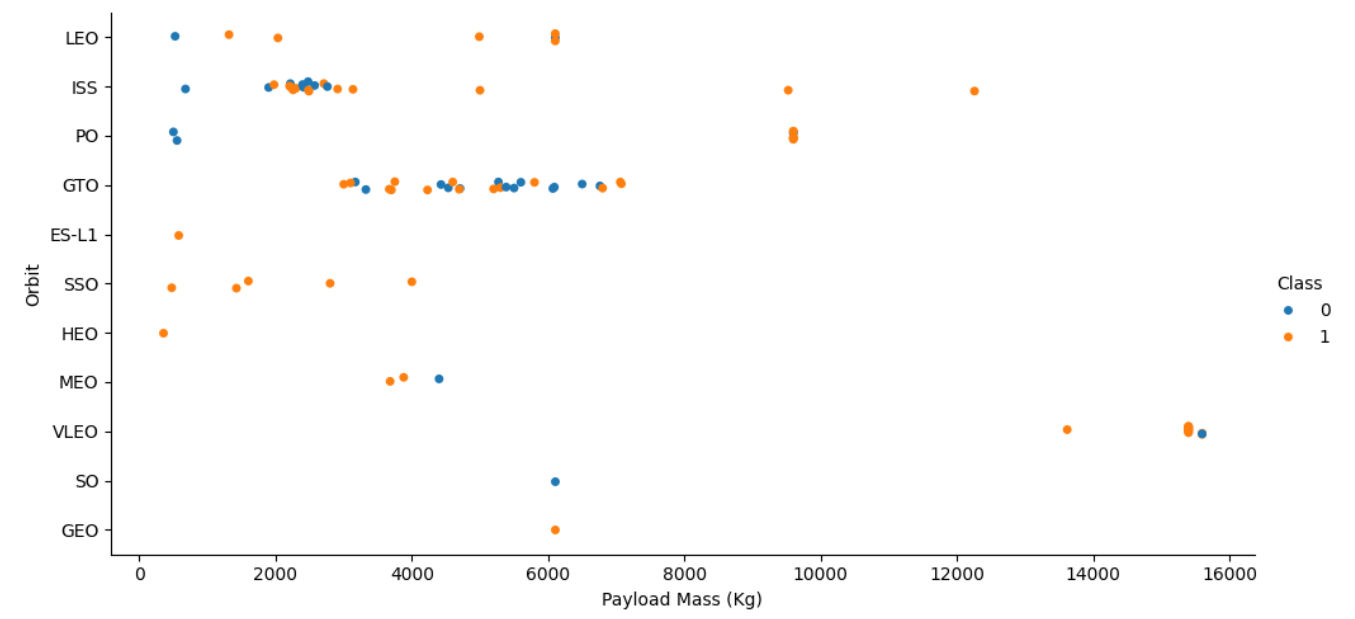 LEO
ISS
PO
GTO
ES-L1
SSO
HEO
MEO
VLEO
SO
GEO
Orbit
0 2000 4000 6000 8000 10000 12000 14000 16000
Payload Mass (Kg)
Class
0
1